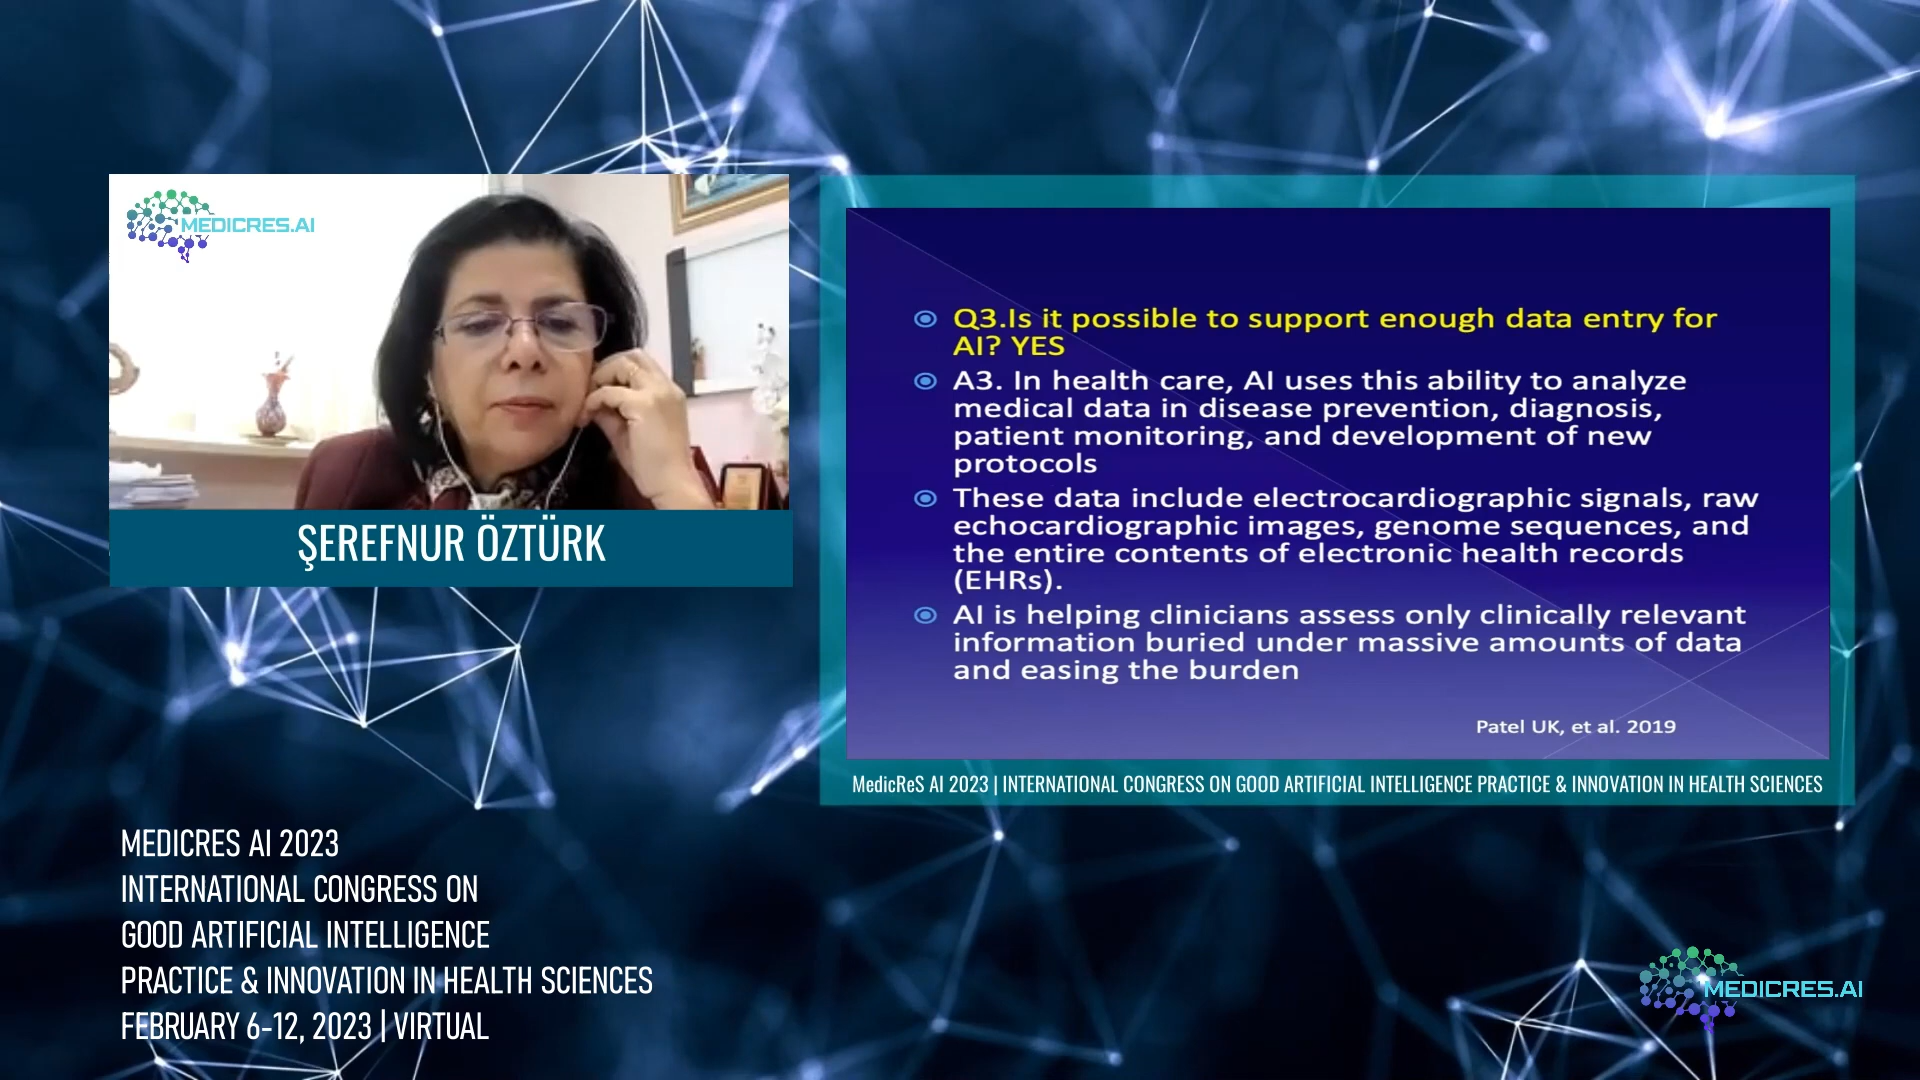 MEDICRES.AI
ŞEREFNUR ÖZTÜRK
Q3.Is it possible to support enough data entry for
AI? YES
A3. In health care, AI uses this ability to analyze
medical data in disease prevention, diagnosis,
patient monitoring, and development of new
protocols
These data include electrocardiographic signals, raw
echocardiographic images, genome sequences, and
the entire contents of electronic health records
(EHRs).
AI is helping clinicians assess only clinically relevant
information buried under massive amounts of data
and easing the burden
Patel UK, et al. 2019
MedicReS AI 2023 | INTERNATIONAL CONGRESS ON GOOD ARTIFICIAL INTELLIGENCE PRACTICE & INNOVATION IN HEALTH SCIENCES
MEDICRES AI 2023
INTERNATIONAL CONGRESS ON
GOOD ARTIFICIAL INTELLIGENCE
PRACTICE & INNOVATION IN HEALTH SCIENCES
FEBRUARY 6-12, 2023 | VIRTUAL
MEDICRES.AI